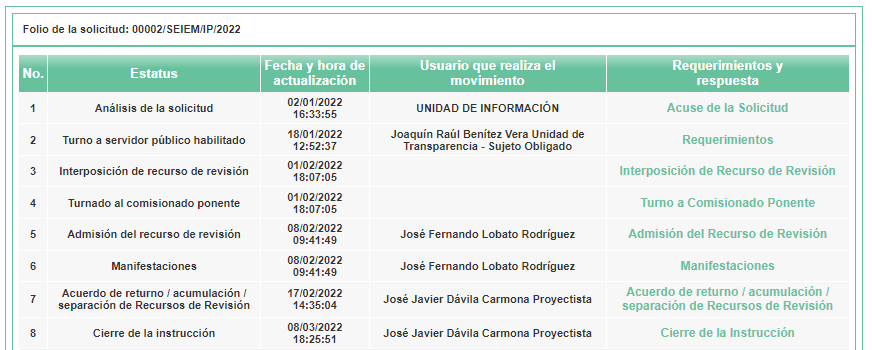 Folio de la solicitud: 00002/SEIEM/IP/2022
No. Estatus Fecha y hora de actualización Usuario que realiza el movimiento Requerimientos y respuesta
1 Análisis de la solicitud 02/01/2022 16:33:55 UNIDAD DE INFORMACIÓN Acuse de la Solicitud
2 Turno a servidor público habilitado 18/01/2022 12:52:37 Joaquín Raúl Benítez Vera Unidad de Transparencia - Sujeto Obligado Requerimientos
3 Interposición de recurso de revisión 01/02/2022 18:07:05 Interposición de Recurso de Revisión
4 Turnado al comisionado ponente 01/02/2022 18:07:05 Turno a Comisionado Ponente
5 Admisión del recurso de revisión 08/02/2022 09:41:49 José Fernando Lobato Rodríguez Admisión del Recurso de Revisión
6 Manifestaciones 08/02/2022 09:41:49 José Fernando Lobato Rodríguez Manifestaciones
7 Acuerdo de returno / acumulación / separación de Recursos de Revisión 17/02/2022 14:35:04 José Javier Dávila Carmona Proyectista Acuerdo de returno / acumulación / separación de Recursos de Revisión
8 Cierre de la instrucción 08/03/2022 18:25:51 José Javier Dávila Carmona Proyectista Cierre de la Instrucción